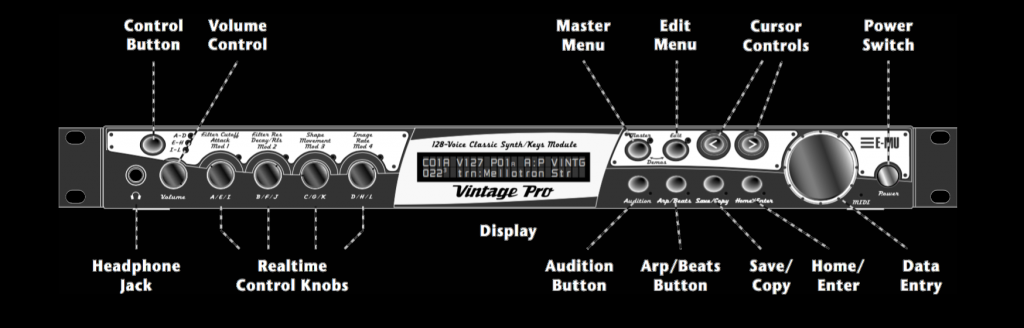 Control
Button
Volume
Control
Master
Menu
Edit
Menu
Cursor
Controls
Power
Switch
A-D
E-H
I-L
Filter Cutoff
Attack
Mod 1
Filter Res
Decay/Rls
Mod 2
Shape
Movement
Mod 3
Image
Rate
Mod 4
Volume
A/E/I
B/F/J
C/G/K
D/H/L
128-Voice Classic Synth/Keys Module
C01A V127 P01 A:P VINTG
022 trn:Mellotron Str
Vintage Pro
Master
Edit
Demos
<
>
E-MU
Audition
Arp/Beats
Save/Copy
Home/Enter
MIDI
Power
Display
Headphone
Jack
Realtime
Control Knobs
Audition
Button
Arp/Beats
Button
Save/
Copy
Home/
Enter
Data
Entry